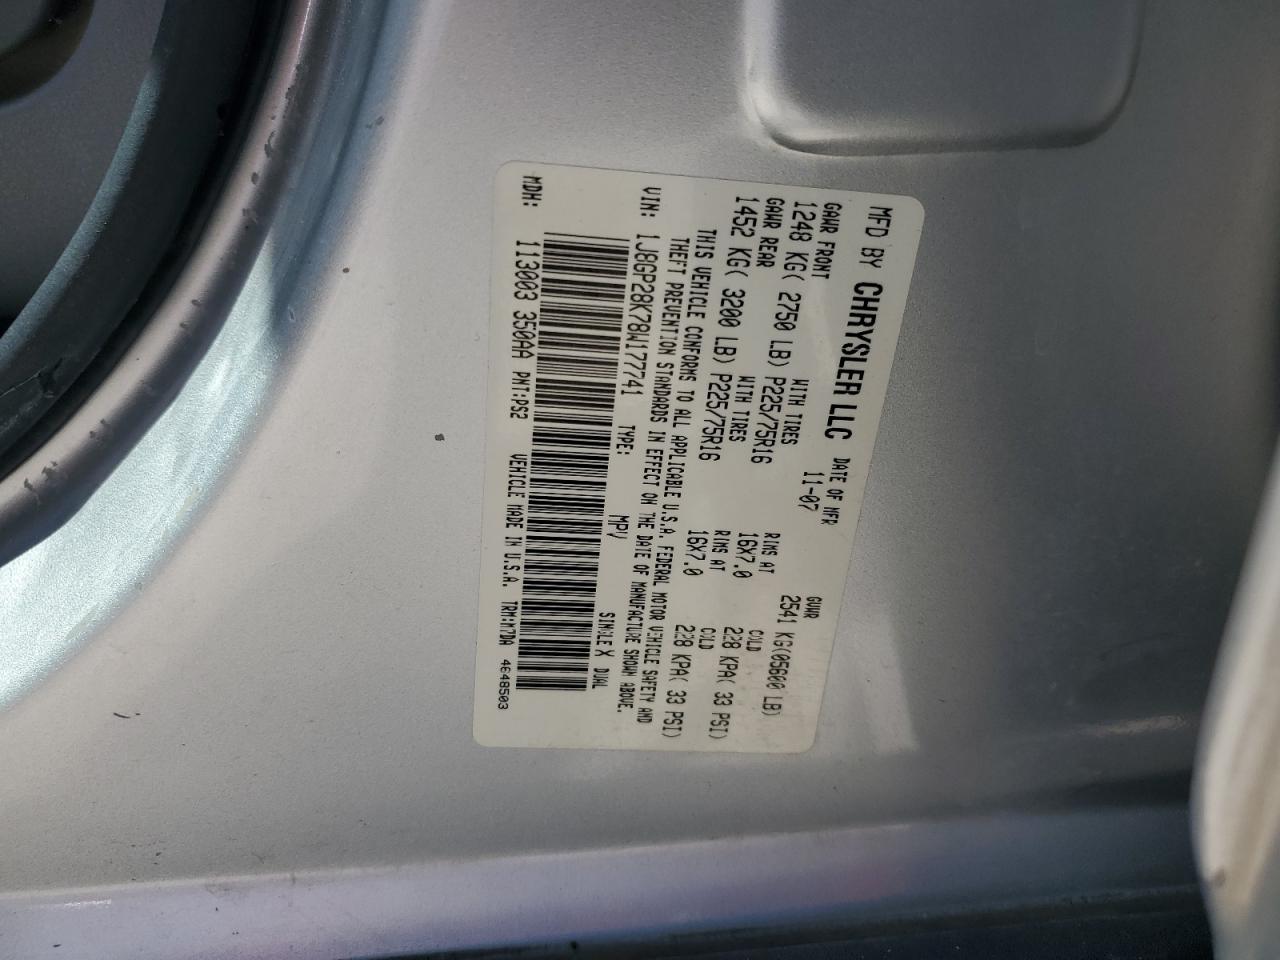 MFD BY CHRYSLER LLC DATE OF MFR GVWR
11-07 2541 KG(05600 LB)
GAWR FRONT WITH TIRES RIMS AT COLD
1248 KG( 2750 LB) P225/75R16 16X7.0 228 KPA( 33 PSI)
GAWR REAR WITH TIRES RIMS AT COLD
1452 KG( 3200 LB) P225/75R16 16X7.0 228 KPA( 33 PSI)
THIS VEHICLE CONFORMS TO ALL APPLICABLE U.S.A. FEDERAL MOTOR VEHICLE SAFETY AND
THEFT PREVENTION STANDARDS IN EFFECT ON THE DATE OF MANUFACTURE SHOWN ABOVE.
VIN: 1J8GP28K78W177741 TYPE: MPV SINGLE X DUAL
MDH: 113003 350AA PNT:PS2 VEHICLE MADE IN U.S.A. TRM:M7DA 4648503